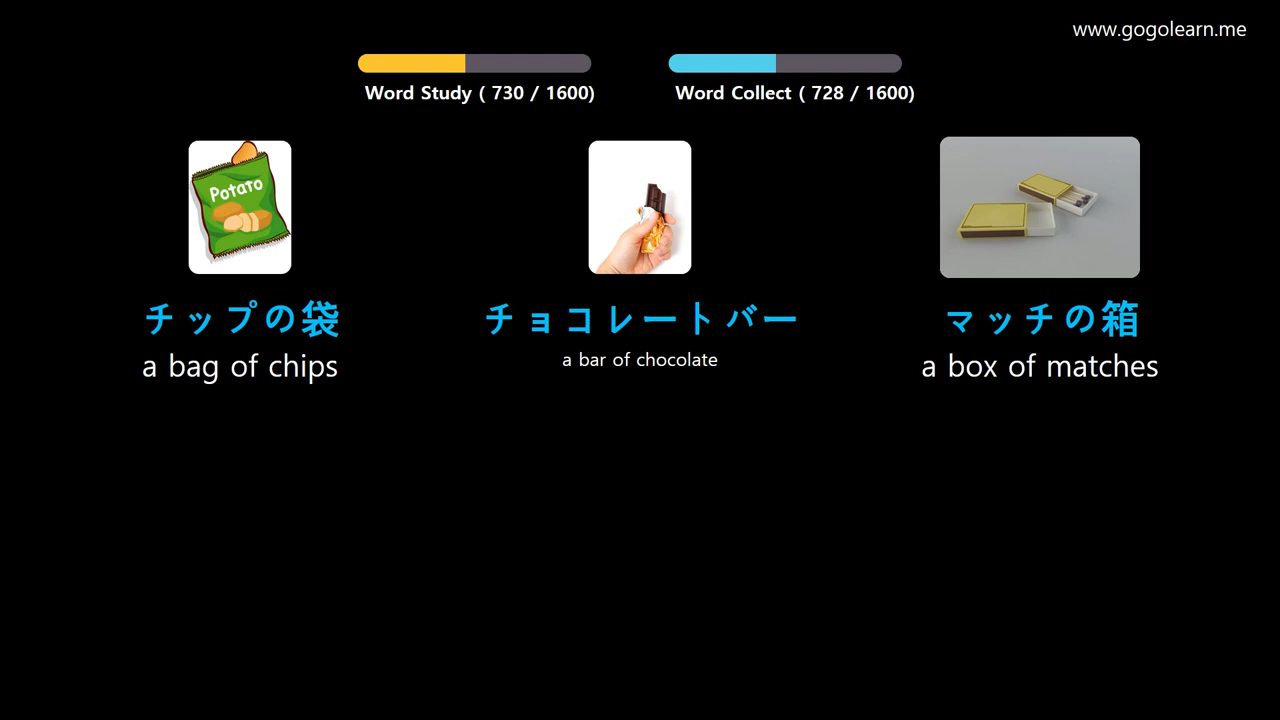 www.gogolearn.me
Word Study ( 730 / 1600)
Word Collect ( 728 / 1600)
Potato
チップの袋
チョコレートバー
マッチの箱
a bag of chips
a bar of chocolate
a box of matches